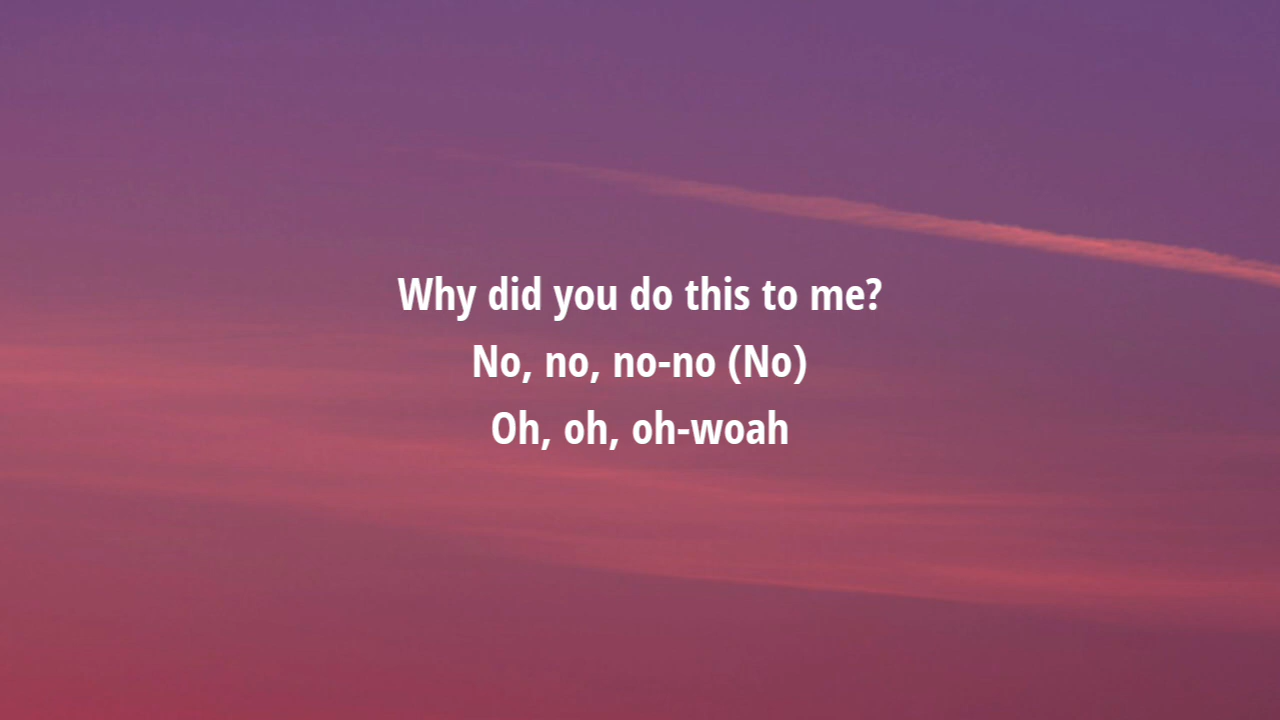 Why did you do this to me?
No, no, no-no (No)
Oh, oh, oh-woah